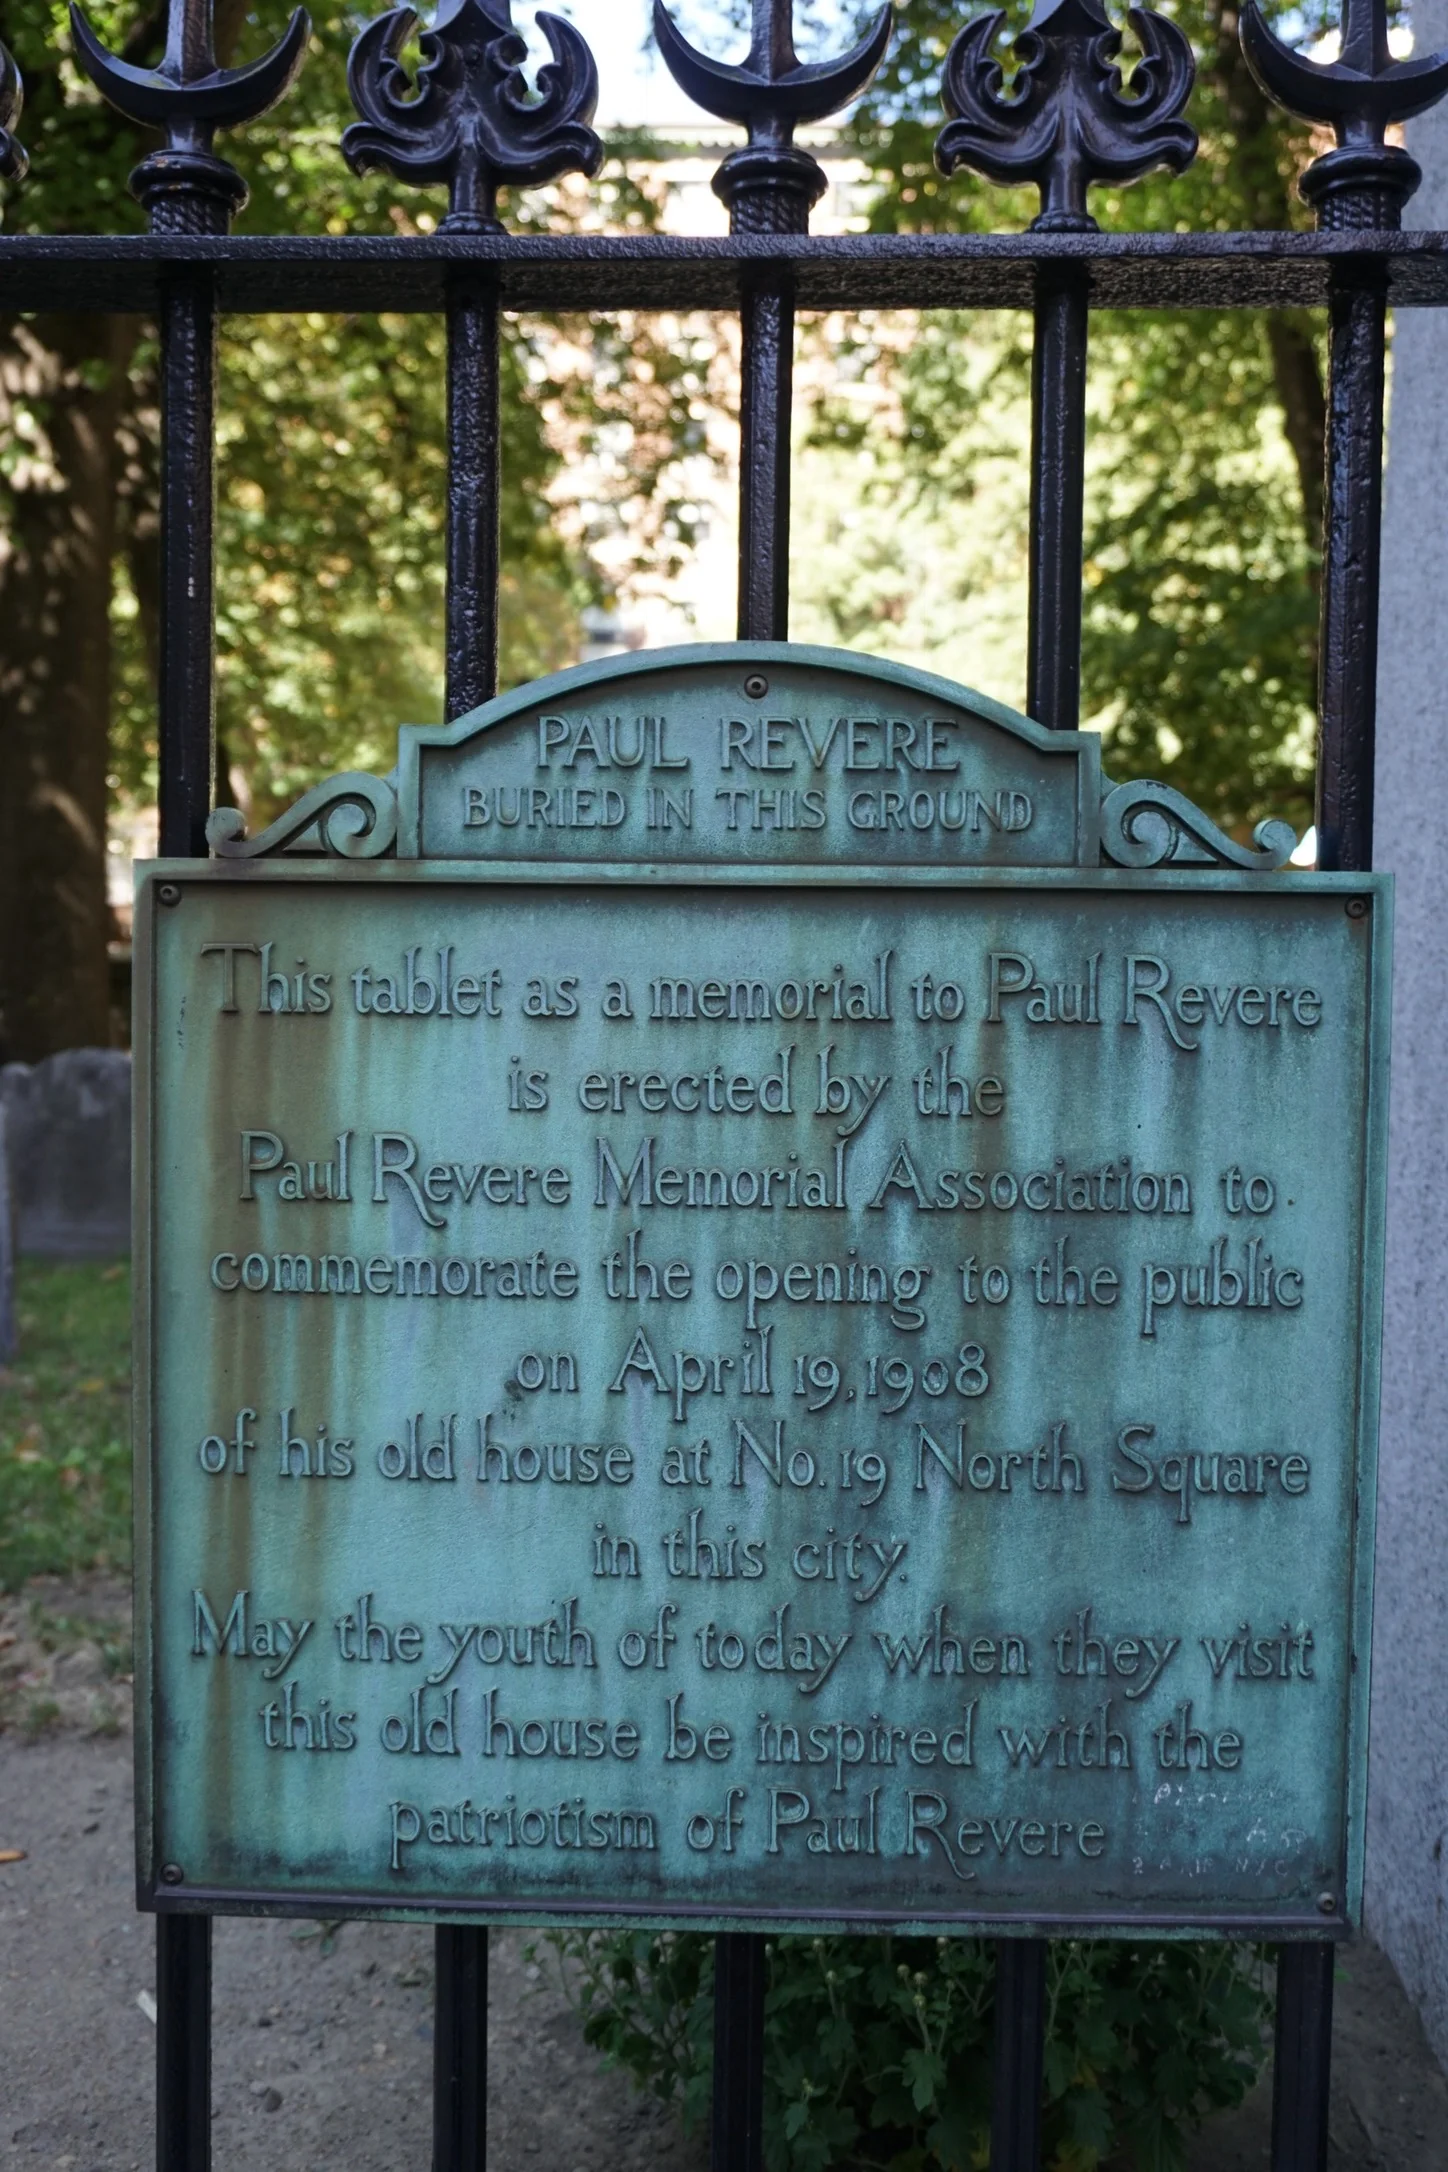 PAUL REVERE
BURIED IN THIS GROUND
This tablet as a memorial to Paul Revere
is erected by the
Paul Revere Memorial Association to
commemorate the opening to the public
on April 19, 1908
of his old house at No. 19 North Square
in this city.
May the youth of today when they visit
this old house be inspired with the
patriotism of Paul Revere